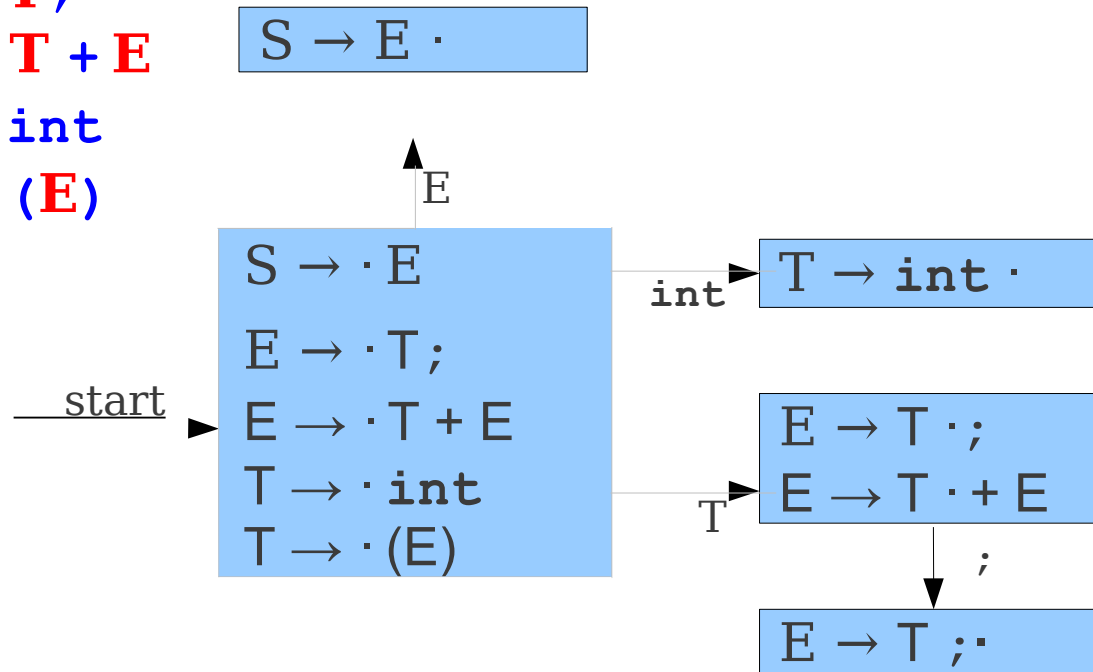 T;
T + E
int
(E)
S → E ·
E
S → · E
E → · T ;
E → · T + E
T → · int
T → · (E)
start
int
T → int ·
T
E → T · ;
E → T · + E
;
E → T ; ·